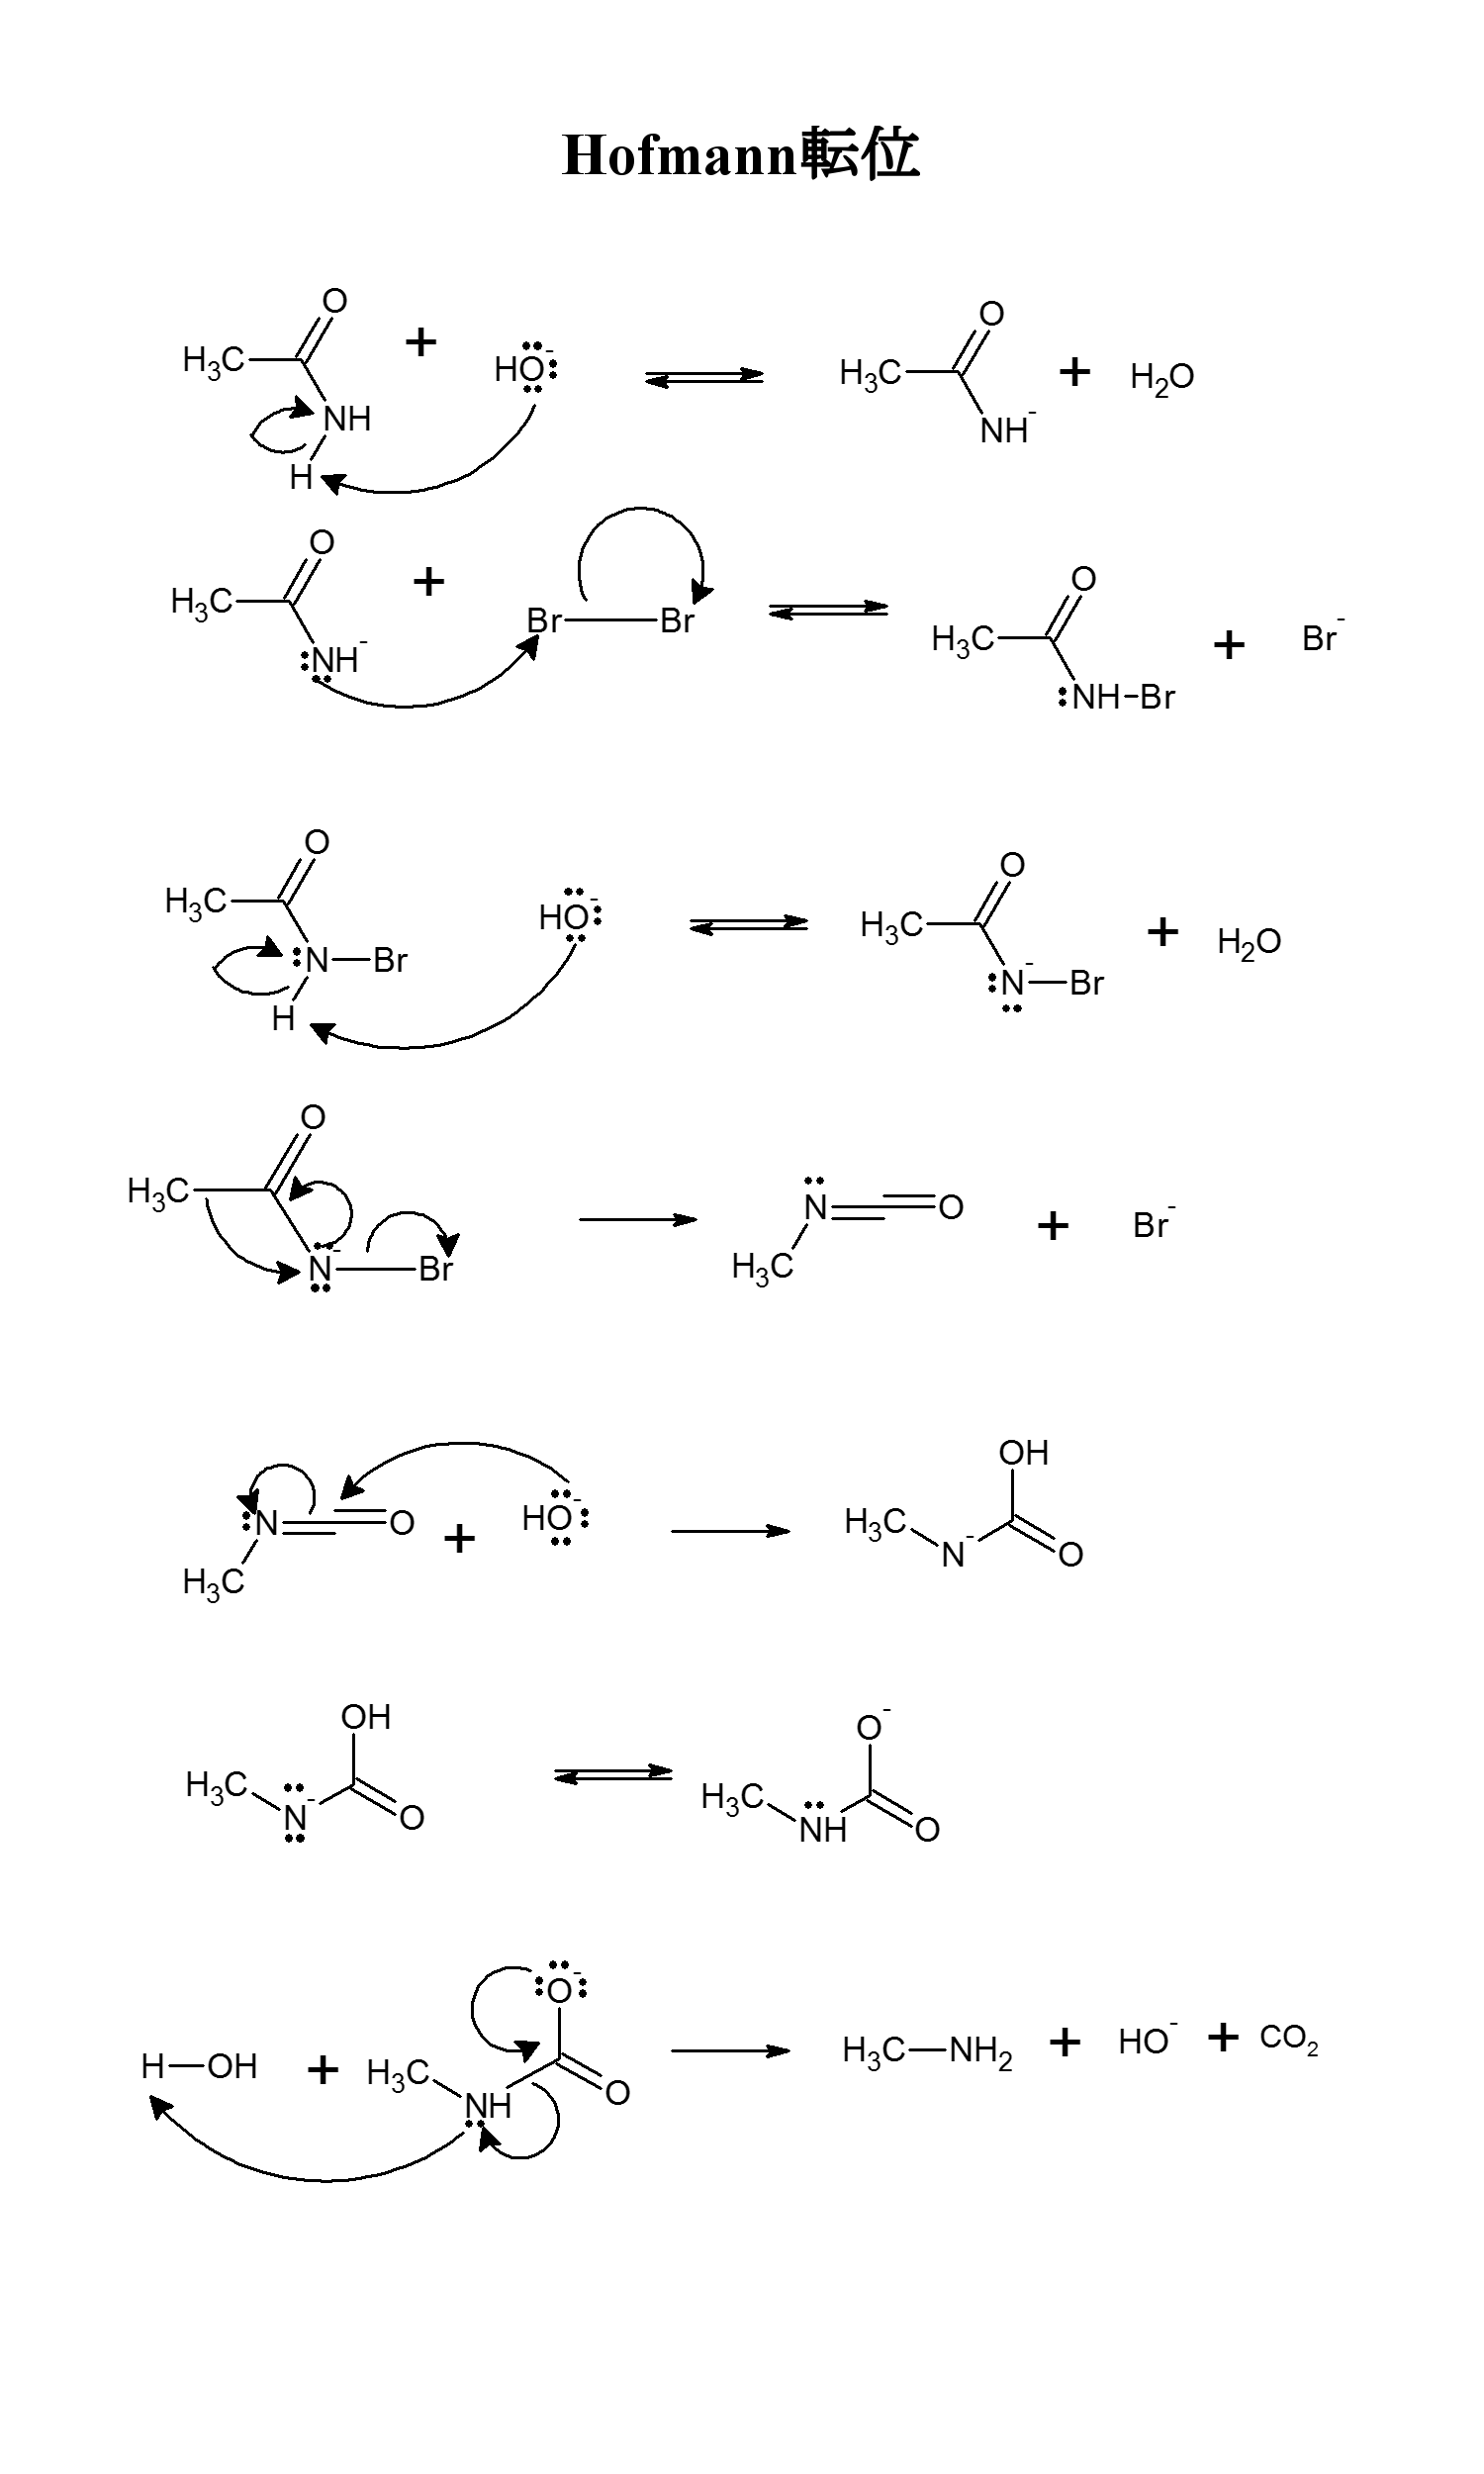 Hofmann転位
H₃C O NH H + HO⁻ H₃C O NH⁻ + H₂O
H₃C O NH⁻ + Br Br H₃C O NH Br + Br⁻
H₃C O N Br H HO⁻ H₃C O N⁻ Br + H₂O
H₃C O N⁻ Br N O H₃C + Br⁻
N O H₃C + HO⁻ H₃C N⁻ OH O
H₃C N⁻ OH O H₃C NH O⁻ O
H OH + H₃C NH O⁻ O H₃C NH₂ + HO⁻ + CO₂